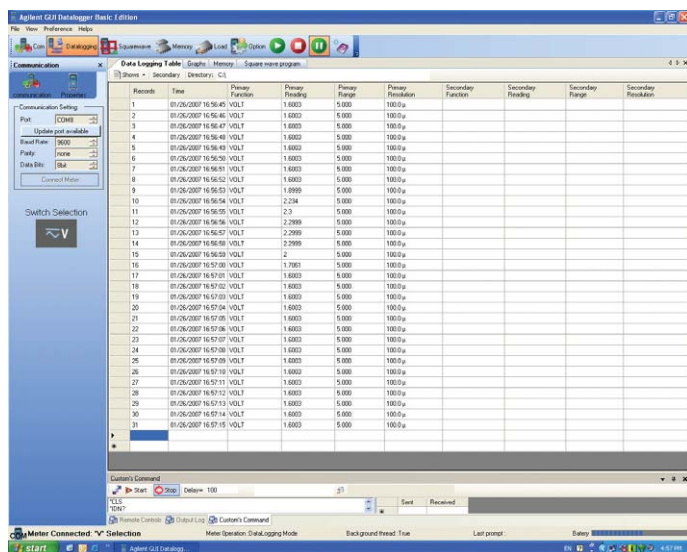 Agilent GUI Datalogger Basic Edition
File View Preference Helps
Com Datalogging Squarewave Memory Load Option
Communication x
Data Logging Table Graphs Memory Square wave program
Shows Secondary Directory: C:\
communication Properties
Communication Setting
Port: COM8
Update port available
Baud Rate: 9600
Parity: none
Data Bits: 8bit
Connect Meter
Switch Selection
V
Records Time Primary Function Primary Reading Primary Range Primary Resolution Secondary Function Secondary Reading Secondary Range Secondary Resolution
1 01/26/2007 16:56:45 VOLT 1.6003 5.000 100.0 µ
2 01/26/2007 16:56:46 VOLT 1.6003 5.000 100.0 µ
3 01/26/2007 16:56:47 VOLT 1.6003 5.000 100.0 µ
4 01/26/2007 16:56:48 VOLT 1.6003 5.000 100.0 µ
5 01/26/2007 16:56:49 VOLT 1.6003 5.000 100.0 µ
6 01/26/2007 16:56:50 VOLT 1.6003 5.000 100.0 µ
7 01/26/2007 16:56:51 VOLT 1.6003 5.000 100.0 µ
8 01/26/2007 16:56:52 VOLT 1.6003 5.000 100.0 µ
9 01/26/2007 16:56:53 VOLT 1.8999 5.000 100.0 µ
10 01/26/2007 16:56:54 VOLT 2.234 5.000 100.0 µ
11 01/26/2007 16:56:55 VOLT 2.3 5.000 100.0 µ
12 01/26/2007 16:56:56 VOLT 2.2999 5.000 100.0 µ
13 01/26/2007 16:56:57 VOLT 2.2999 5.000 100.0 µ
14 01/26/2007 16:56:58 VOLT 2.2999 5.000 100.0 µ
15 01/26/2007 16:56:59 VOLT 2 5.000 100.0 µ
16 01/26/2007 16:57:00 VOLT 1.7061 5.000 100.0 µ
17 01/26/2007 16:57:01 VOLT 1.6003 5.000 100.0 µ
18 01/26/2007 16:57:02 VOLT 1.6003 5.000 100.0 µ
19 01/26/2007 16:57:03 VOLT 1.6003 5.000 100.0 µ
20 01/26/2007 16:57:04 VOLT 1.6003 5.000 100.0 µ
21 01/26/2007 16:57:05 VOLT 1.6003 5.000 100.0 µ
22 01/26/2007 16:57:06 VOLT 1.6003 5.000 100.0 µ
23 01/26/2007 16:57:07 VOLT 1.6003 5.000 100.0 µ
24 01/26/2007 16:57:08 VOLT 1.6003 5.000 100.0 µ
25 01/26/2007 16:57:09 VOLT 1.6003 5.000 100.0 µ
26 01/26/2007 16:57:10 VOLT 1.6003 5.000 100.0 µ
27 01/26/2007 16:57:11 VOLT 1.6003 5.000 100.0 µ
28 01/26/2007 16:57:12 VOLT 1.6003 5.000 100.0 µ
29 01/26/2007 16:57:13 VOLT 1.6003 5.000 100.0 µ
30 01/26/2007 16:57:14 VOLT 1.6003 5.000 100.0 µ
31 01/26/2007 16:57:15 VOLT 1.6003 5.000 100.0 µ
Custom's Command
Start Stop Delay= 100
*CLS
*IDN?
Sent Received
Remote Controls Output Log Custom's Command
COM Meter Connected: "V" Selection Meter Operation :DataLogging Mode Background thread :True Last prompt : Battery
start Agilent GUI Datalogg... EN 4:57 PM